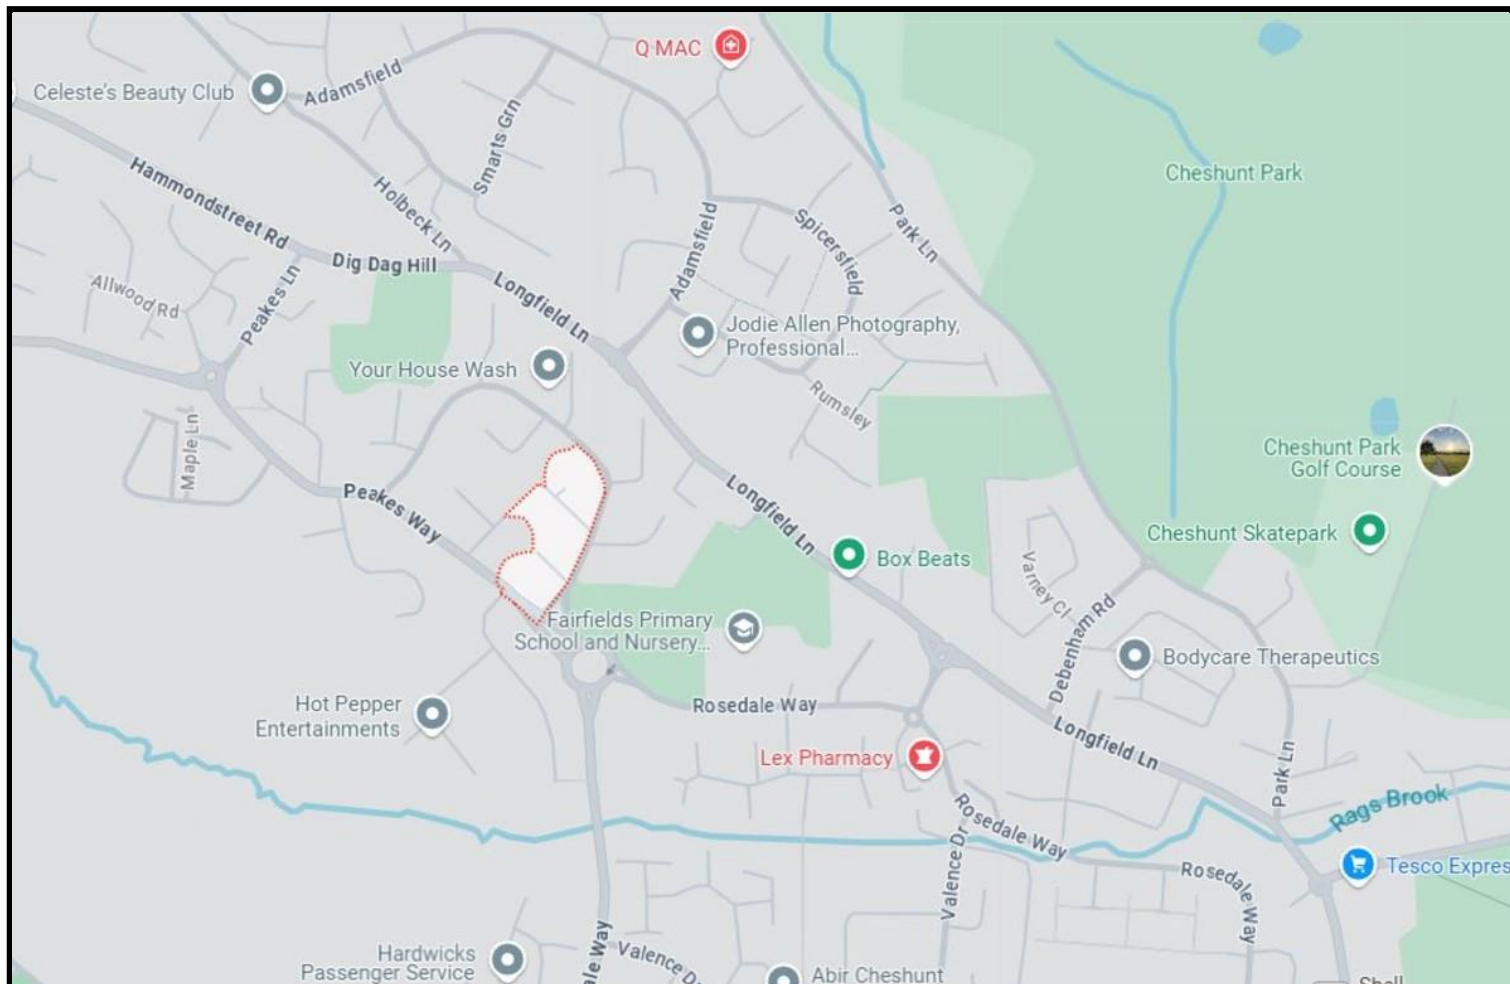 Q MAC
Celeste's Beauty Club
Adamsfield
Smarts Grn
Hammondstreet Rd
Holbeck Ln
Cheshunt Park
Park Ln
Spicersfield
Adamsfield
Dig Dag Hill
Allwood Rd
Peakes Ln
Longfield Ln
Jodie Allen Photography,
Professional...
Your House Wash
Rumsley
Maple Ln
Cheshunt Park
Golf Course
Peakes Way
Longfield Ln
Cheshunt Skatepark
Box Beats
Varney Cl
Debenham Rd
Fairfields Primary
School and Nursery...
Bodycare Therapeutics
Hot Pepper
Entertainments
Rosedale Way
Longfield Ln
Lex Pharmacy
Park Ln
Rags Brook
Rosedale Way
Valence Dr
Tesco Expres
Rosedale Way
Hardwicks
Passenger Service
ale Way
Valence D
Abir Cheshunt
Shell